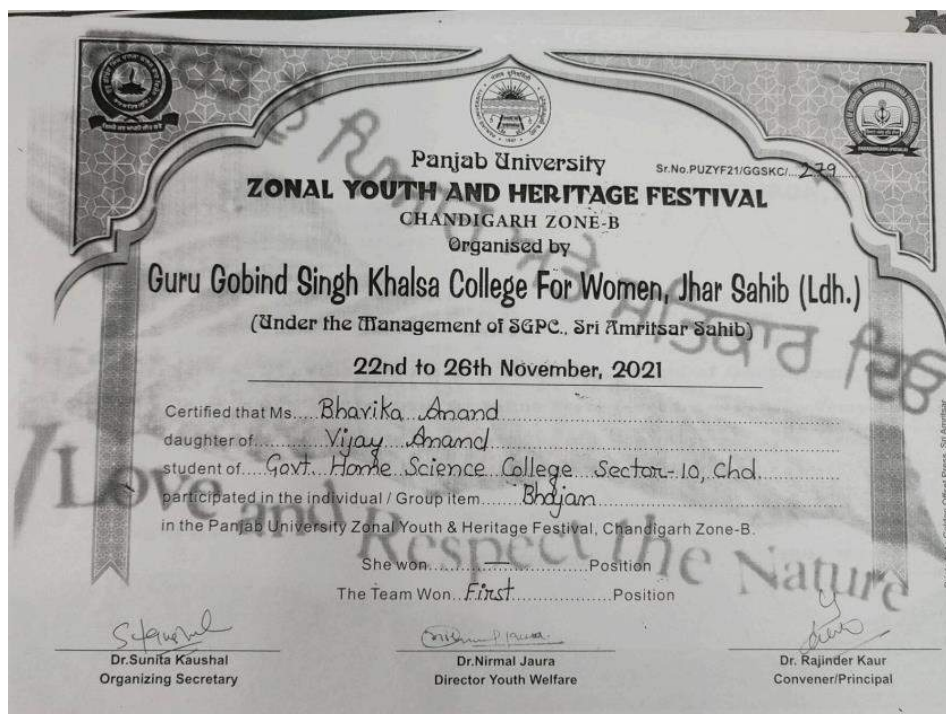 Panjab University
Sr.No.PUZYF21/GGSKC/...279......
ZONAL YOUTH AND HERITAGE FESTIVAL
CHANDIGARH ZONE-B
Organised by
Guru Gobind Singh Khalsa College For Women, Jhar Sahib (Ldh.)
(Under the Management of SGPC., Sri Amritsar Sahib)
22nd to 26th November, 2021
Certified that Ms.....Bhavika Anand
daughter of..........Vijay Anand
student of....Govt. Home Science College Sector-10, Chd.
participated in the individual / Group item......Bhajan
in the Panjab University Zonal Youth & Heritage Festival, Chandigarh Zone-B.
She won..........—..............Position
The Team Won..First.................Position
Love and Respect the Nature
Dr.Sunita Kaushal
Organizing Secretary
Dr.Nirmal Jaura
Director Youth Welfare
Dr. Rajinder Kaur
Convener/Principal